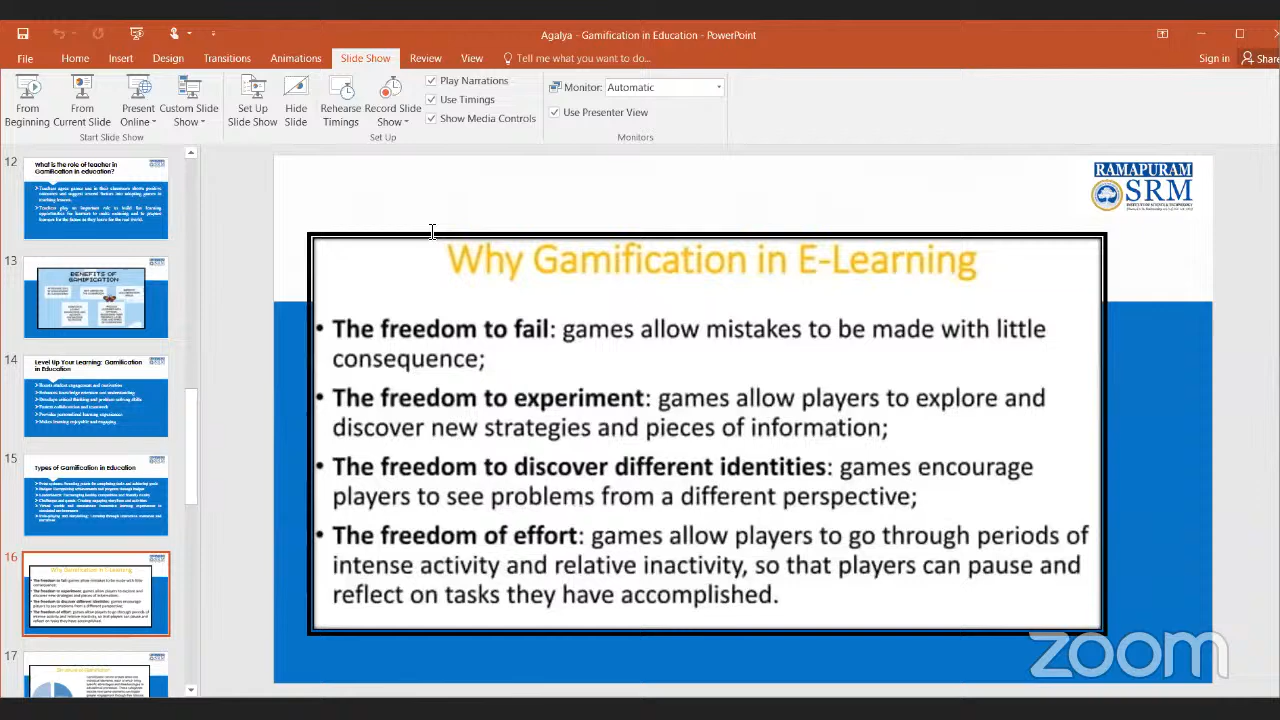 Agalya - Gamification in Education - PowerPoint
File Home Insert Design Transitions Animations Slide Show Review View Tell me what you want to do... Sign in Share
From Beginning
From Current Slide
Present Online
Custom Slide Show
Start Slide Show
Set Up Slide Show
Hide Slide
Rehearse Timings
Record Slide Show
Play Narrations
Use Timings
Show Media Controls
Set Up
Monitor: Automatic
Use Presenter View
Monitors
12
What is the role of teacher in
Gamification in education?
13
BENEFITS OF
GAMIFICATION
14
Level Up Your Learning: Gamification
in Education
15
Types of Gamification in Education
16
Why Gamification in E-Learning
17
RAMAPURAM
SRM
INSTITUTE OF SCIENCE & TECHNOLOGY
Why Gamification in E-Learning
• The freedom to fail: games allow mistakes to be made with little
consequence;
• The freedom to experiment: games allow players to explore and
discover new strategies and pieces of information;
• The freedom to discover different identities: games encourage
players to see problems from a different perspective;
• The freedom of effort: games allow players to go through periods of
intense activity and relative inactivity, so that players can pause and
reflect on tasks they have accomplished.
zoom